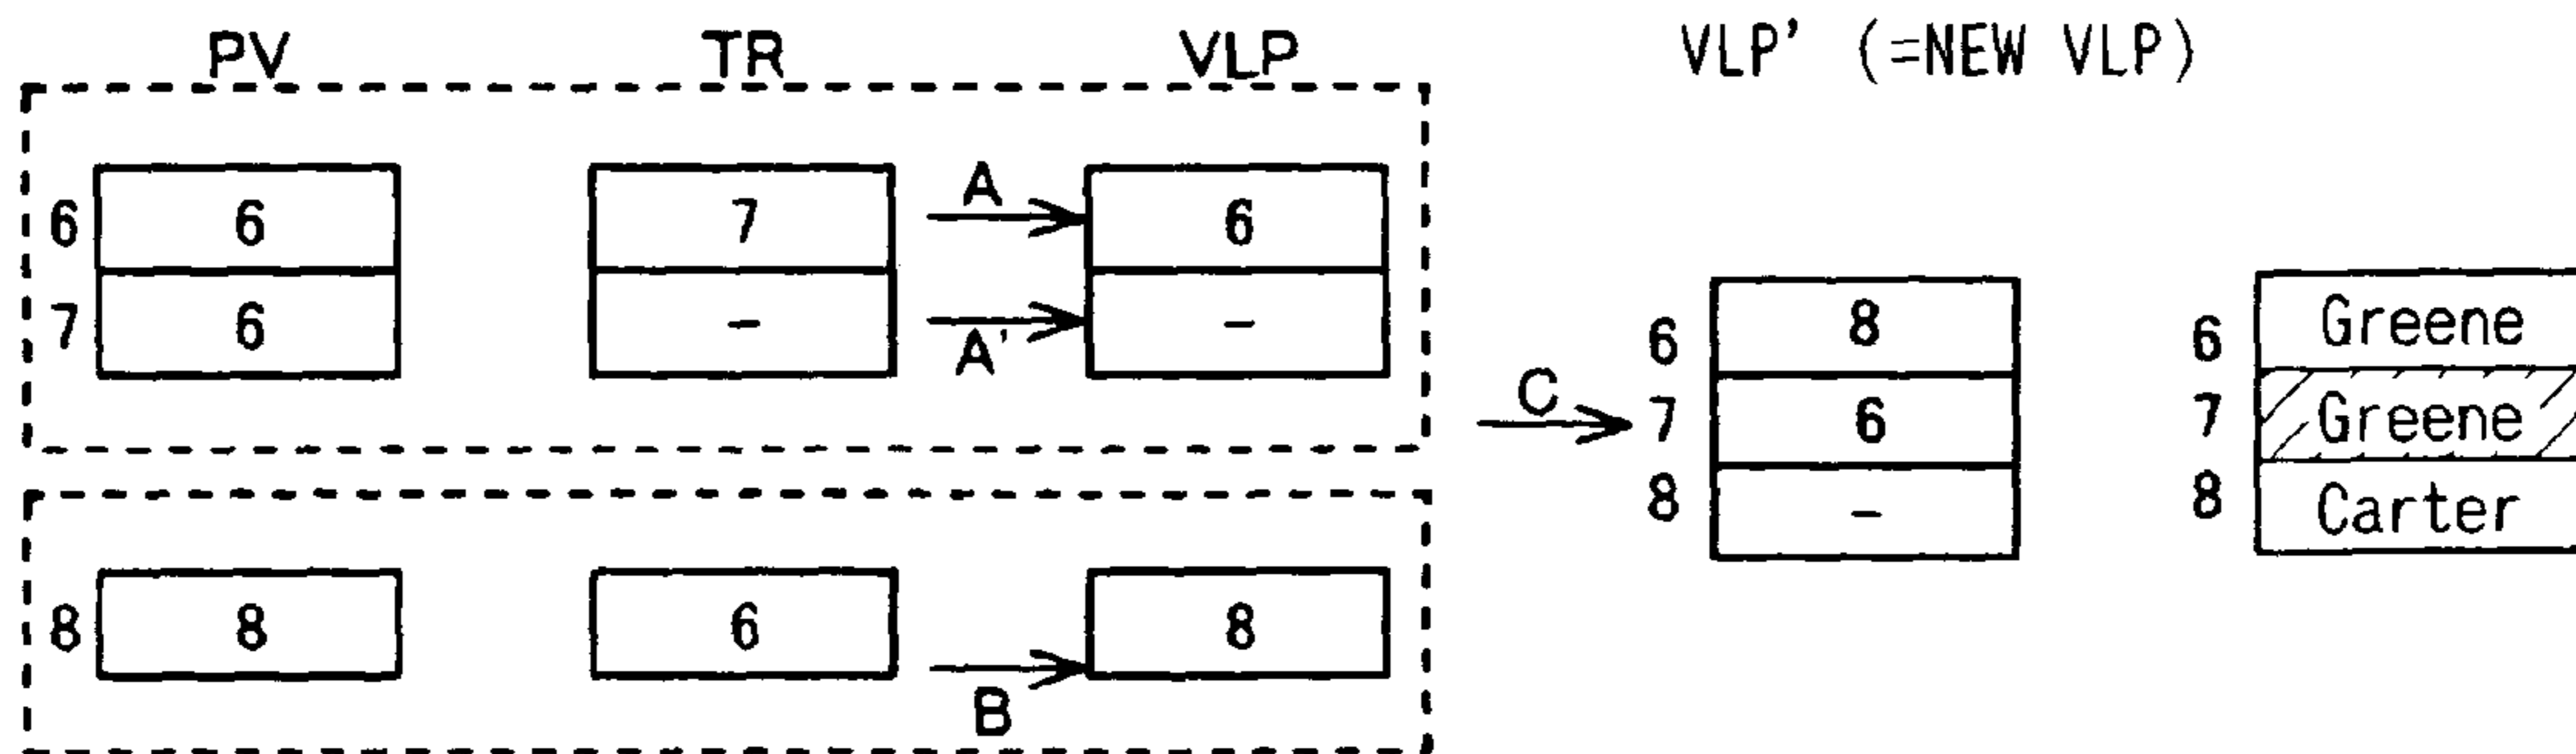 PV TR VLP VLP' (=NEW VLP)
6 6 7 A 6
7 6 - A' -
C
6 8 6 Greene
7 6 7 Greene
8 - 8 Carter
8 8 6 B 8